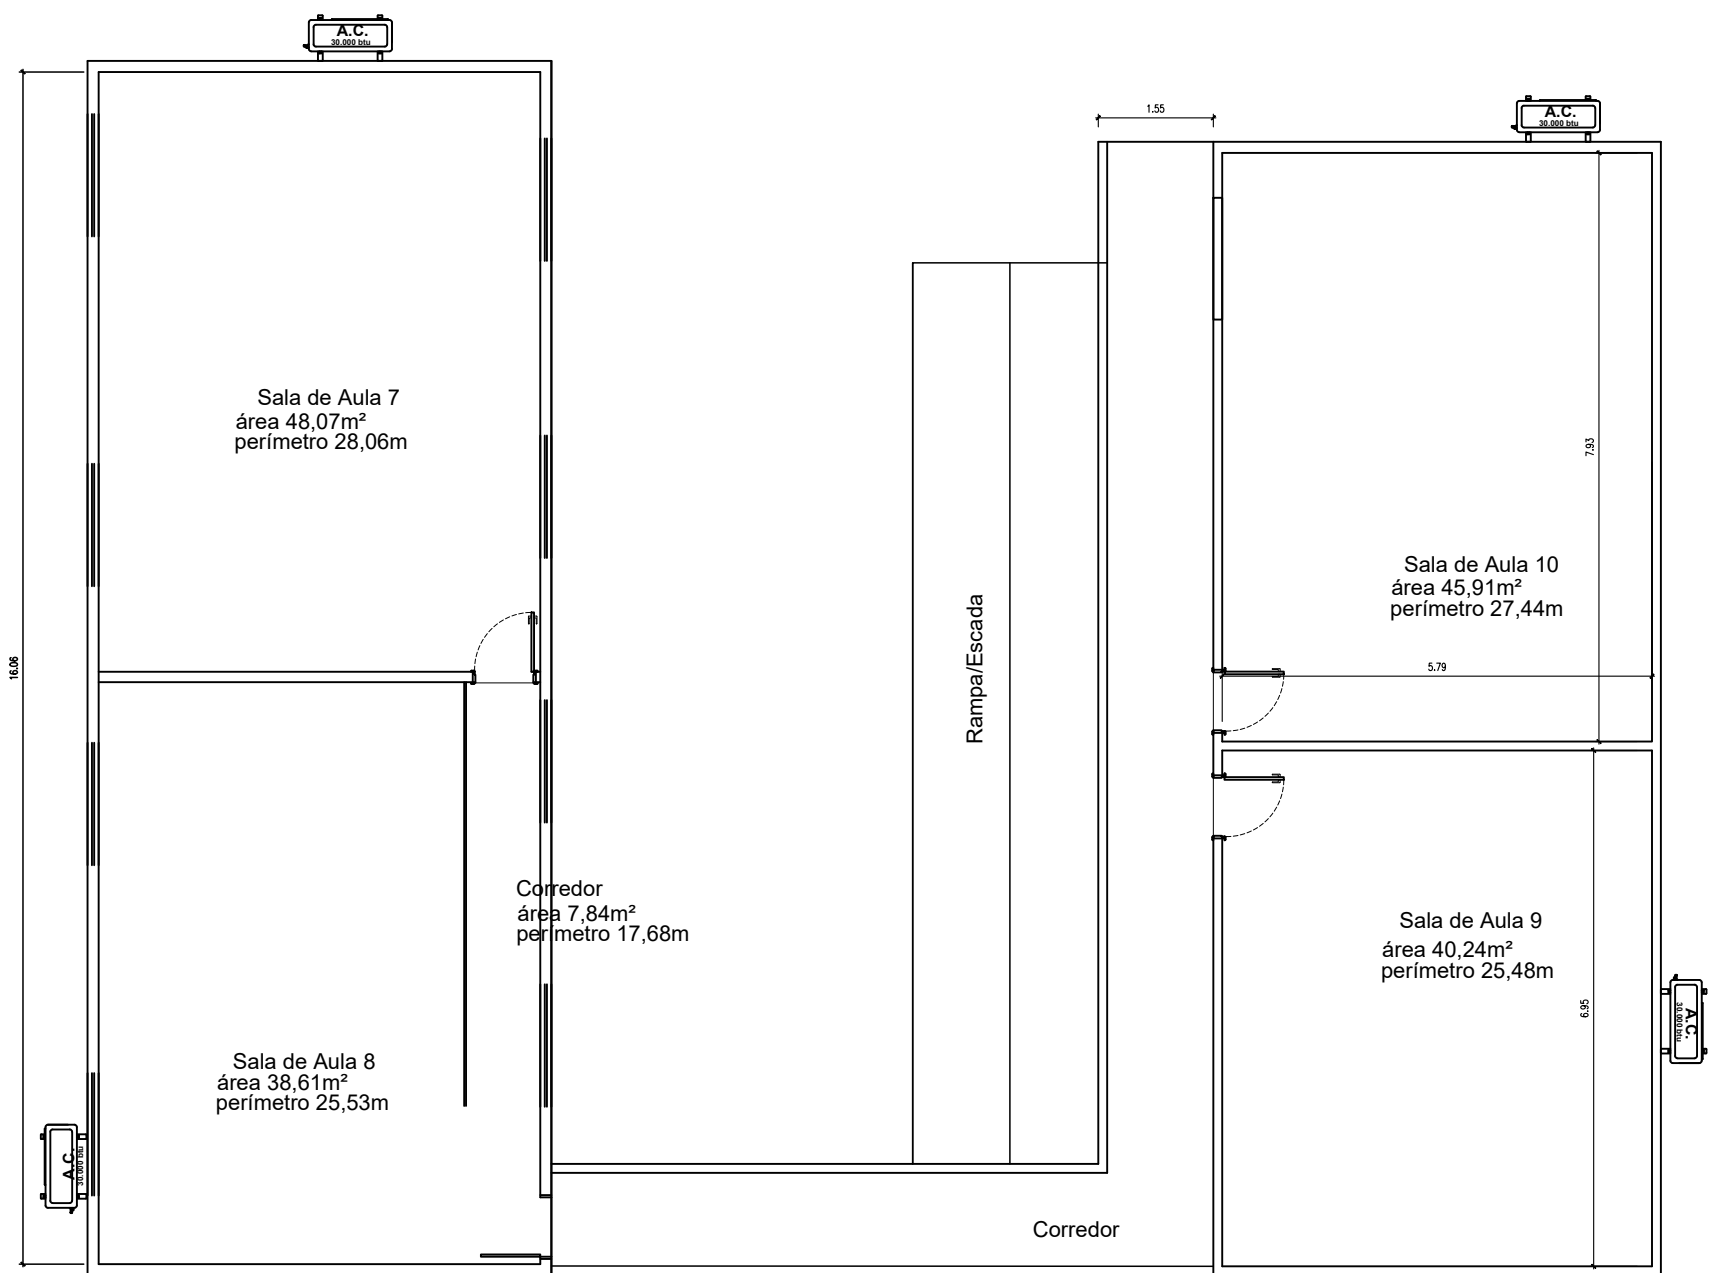 A.C.
30.000 btu
1.55
A.C.
30.000 btu
Sala de Aula 7
área 48,07m²
perímetro 28,06m
7.93
16.06
Rampa/Escada
Sala de Aula 10
área 45,91m²
perímetro 27,44m
5.79
Corredor
área 7,84m²
perímetro 17,68m
Sala de Aula 9
área 40,24m²
perímetro 25,48m
6.95
A.C.
30.000 btu
Sala de Aula 8
área 38,61m²
perímetro 25,53m
A.C.
30.000 btu
Corredor